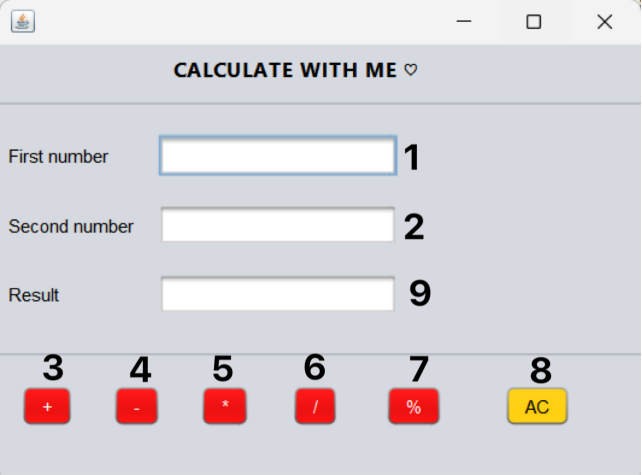 CALCULATE WITH ME ♡
First number 1
Second number 2
Result 9
3 4 5 6 7 8
+ - * / % AC